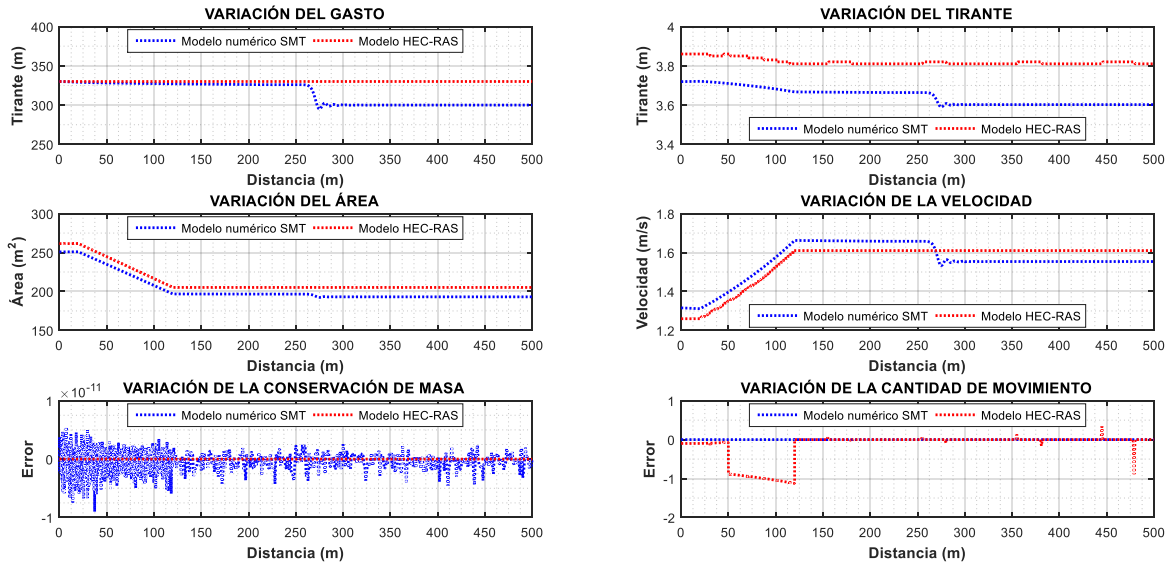 VARIACIÓN DEL GASTO
400
350
300
250
Tirante (m)
Modelo numérico SMT
Modelo HEC-RAS
0 50 100 150 200 250 300 350 400 450 500
Distancia (m)
VARIACIÓN DEL TIRANTE
4
3.8
3.6
3.4
Tirante (m)
Modelo numérico SMT
Modelo HEC-RAS
0 50 100 150 200 250 300 350 400 450 500
Distancia (m)
VARIACIÓN DEL ÁREA
300
250
200
150
Área (m²)
Modelo numérico SMT
Modelo HEC-RAS
0 50 100 150 200 250 300 350 400 450 500
Distancia (m)
VARIACIÓN DE LA VELOCIDAD
1.8
1.6
1.4
1.2
Velocidad (m/s)
Modelo numérico SMT
Modelo HEC-RAS
0 50 100 150 200 250 300 350 400 450 500
Distancia (m)
VARIACIÓN DE LA CONSERVACIÓN DE MASA
× 10⁻¹¹
1
0
-1
Error
Modelo numérico SMT
Modelo HEC-RAS
0 50 100 150 200 250 300 350 400 450 500
Distancia (m)
VARIACIÓN DE LA CANTIDAD DE MOVIMIENTO
1
0
-1
-2
Error
Modelo numérico SMT
Modelo HEC-RAS
0 50 100 150 200 250 300 350 400 450 500
Distancia (m)